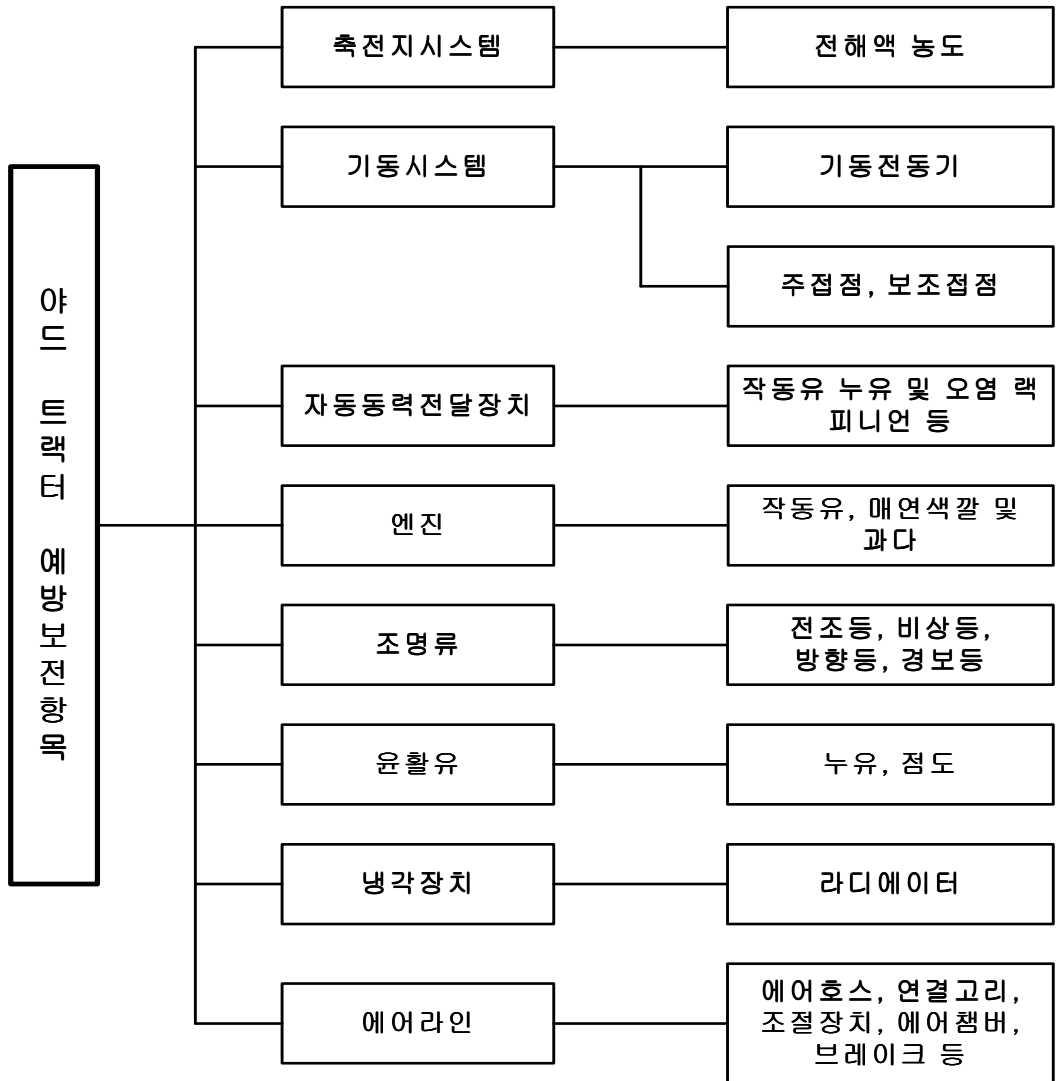 야드 트랙터 예방보전항목
축전지시스템
전해액 농도
기동시스템
기동전동기
주접점, 보조접점
자동동력전달장치
작동유 누유 및 오염 랙
피니언 등
엔진
작동유, 매연색깔 및
과다
조명류
전조등, 비상등,
방향등, 경보등
윤활유
누유, 점도
냉각장치
라디에이터
에어라인
에어호스, 연결고리,
조절장치, 에어챔버,
브레이크 등